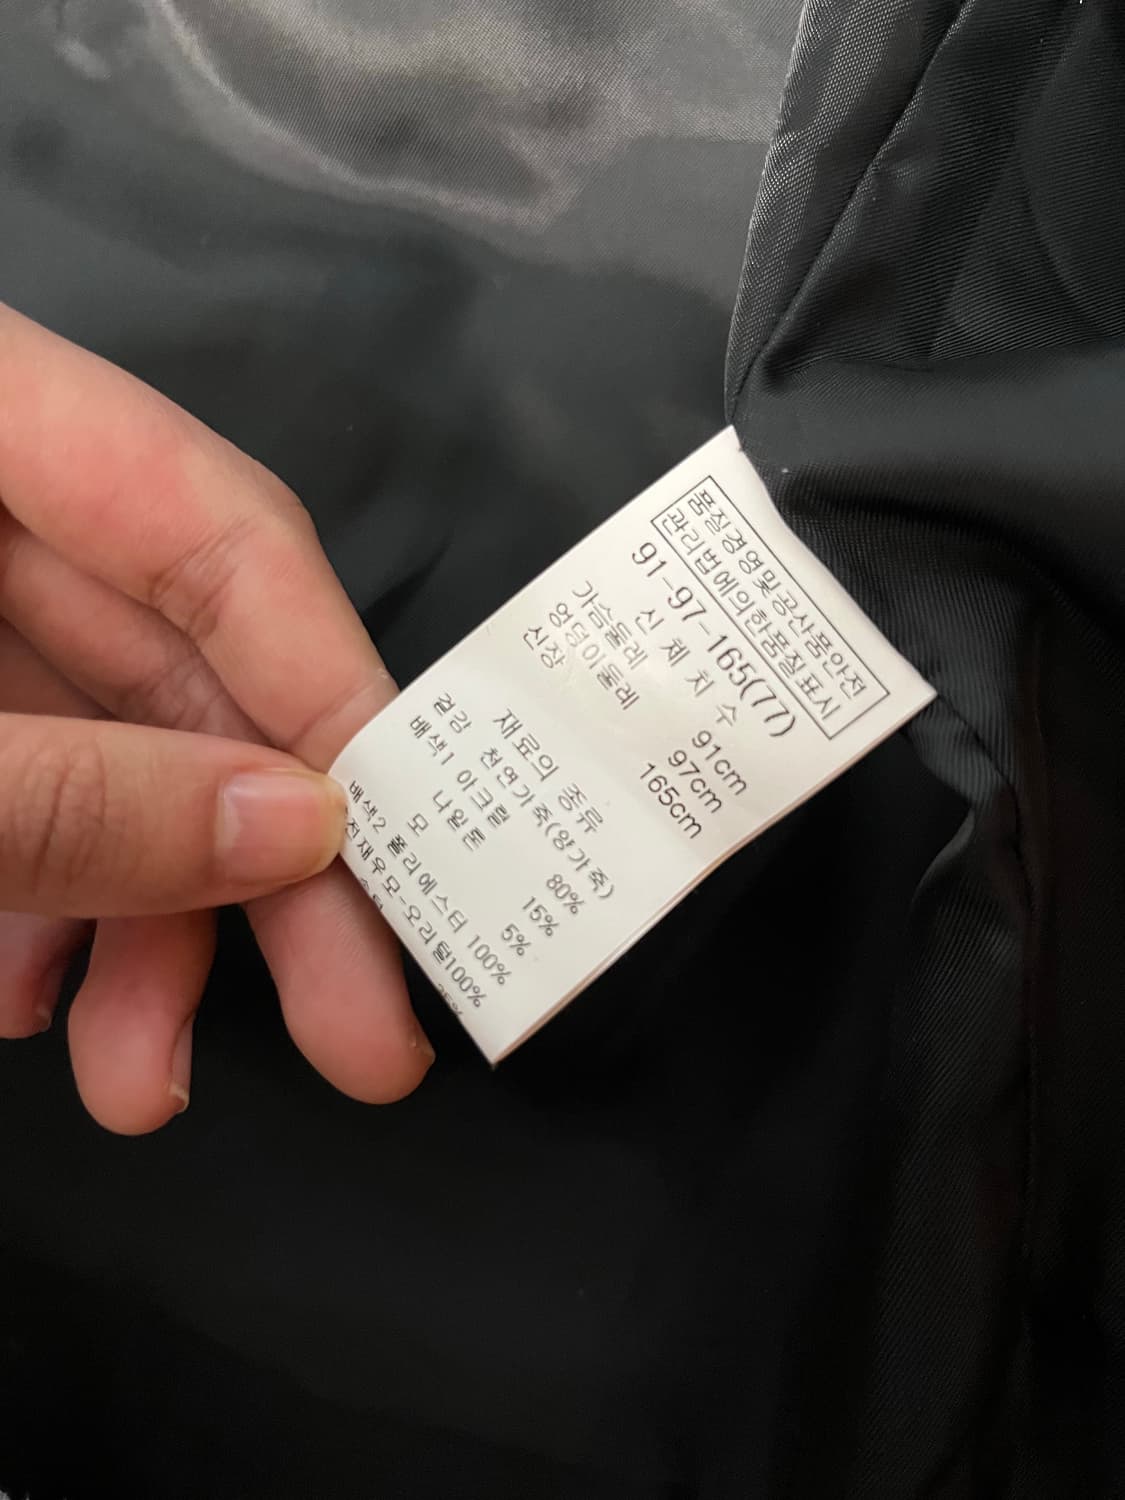 품질경영및공산품안전
관리법에의한품질표시
91-97-165(77)
신 체 치 수
가슴둘레 91cm
엉덩이둘레 97cm
신장 165cm
재료의 종류
겉감 천연가죽(양가죽)
배색1 아크릴 80%
모 15%
나일론 5%
배색2 폴리에스터 100%
전재우모-오리털100%